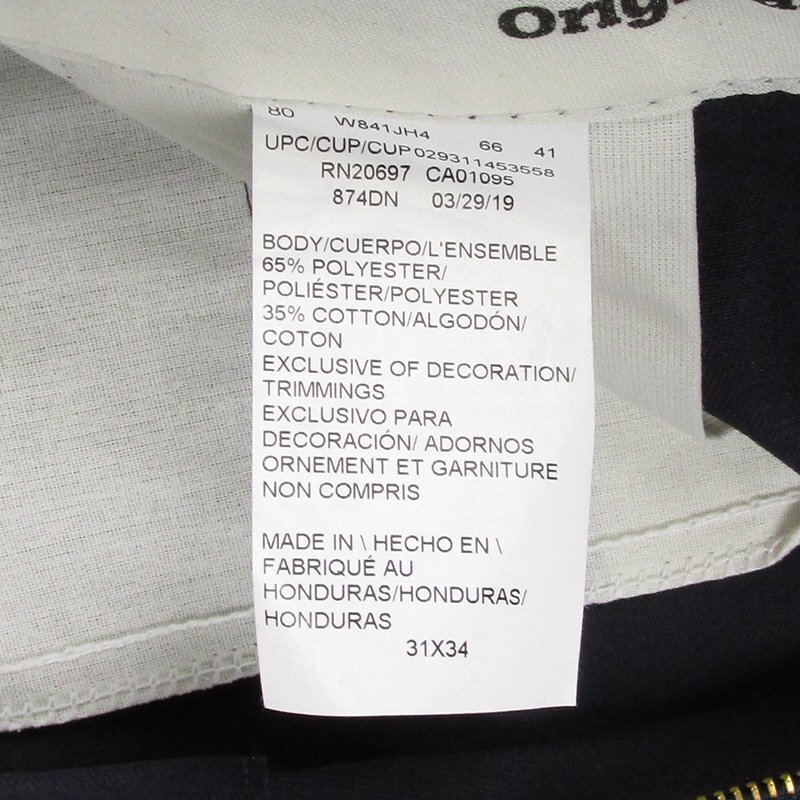 80 W841JH4 66 41
UPC/CUP/CUP029311453558
RN20697 CA01095
874DN 03/29/19
BODY/CUERPO/L'ENSEMBLE
65% POLYESTER/
POLIÉSTER/POLYESTER
35% COTTON/ALGODÓN/
COTON
EXCLUSIVE OF DECORATION/
TRIMMINGS
EXCLUSIVO PARA
DECORACIÓN/ ADORNOS
ORNEMENT ET GARNITURE
NON COMPRIS
MADE IN \ HECHO EN \
FABRIQUÉ AU
HONDURAS/HONDURAS/
HONDURAS
31X34